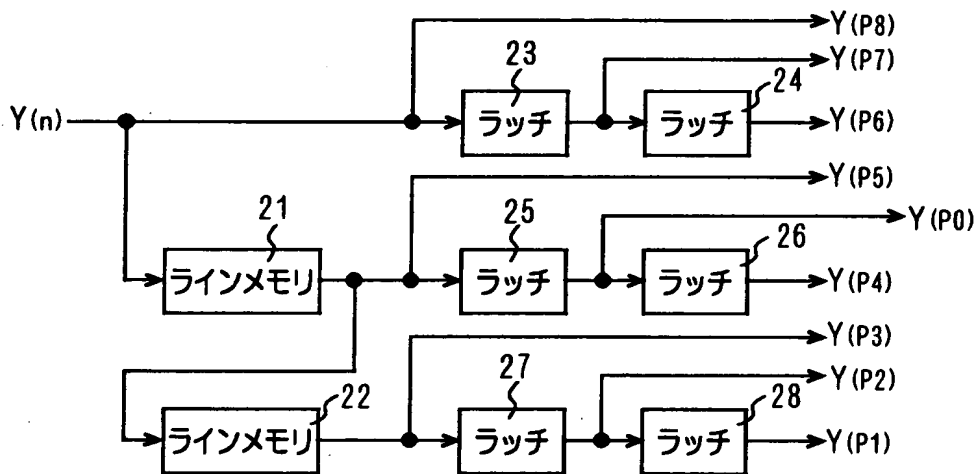 Y(P8)
23
Y(P7)
24
Y(n)
ラッチ
ラッチ
Y(P6)
Y(P5)
21
25
Y(P0)
26
ラインメモリ
ラッチ
ラッチ
Y(P4)
Y(P3)
22
27
Y(P2)
28
ラインメモリ
ラッチ
ラッチ
Y(P1)